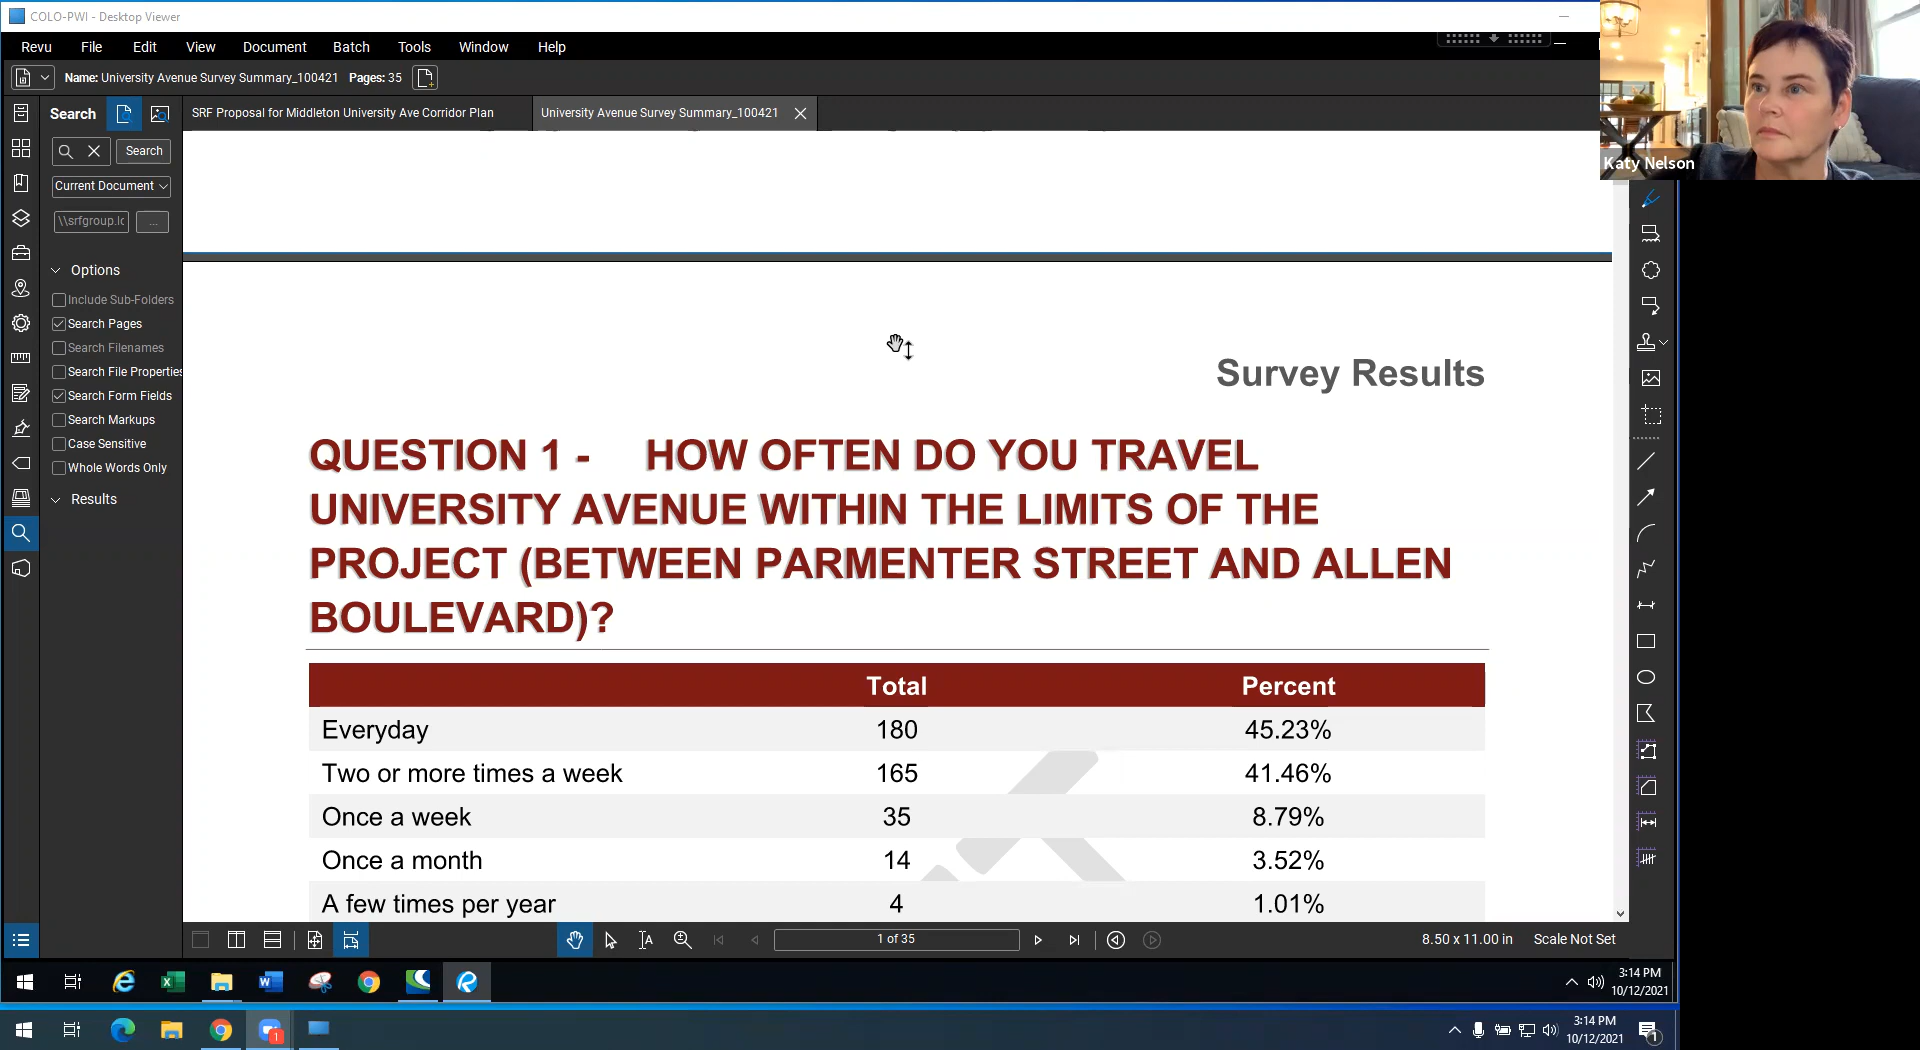 COLO-PWI - Desktop Viewer
Revu File Edit View Document Batch Tools Window Help
Name: University Avenue Survey Summary_100421 Pages: 35
Search
SRF Proposal for Middleton University Ave Corridor Plan
University Avenue Survey Summary_100421
Search
Current Document
\\srfgroup.lc
...
Options
Include Sub-Folders
Search Pages
Search Filenames
Search File Properties
Search Form Fields
Search Markups
Case Sensitive
Whole Words Only
Results
Katy Nelson
Survey Results
QUESTION 1 - HOW OFTEN DO YOU TRAVEL
UNIVERSITY AVENUE WITHIN THE LIMITS OF THE
PROJECT (BETWEEN PARMENTER STREET AND ALLEN
BOULEVARD)?
Total Percent
Everyday 180 45.23%
Two or more times a week 165 41.46%
Once a week 35 8.79%
Once a month 14 3.52%
A few times per year 4 1.01%
1 of 35
8.50 x 11.00 in Scale Not Set
3:14 PM
10/12/2021
3:14 PM
10/12/2021
1
1